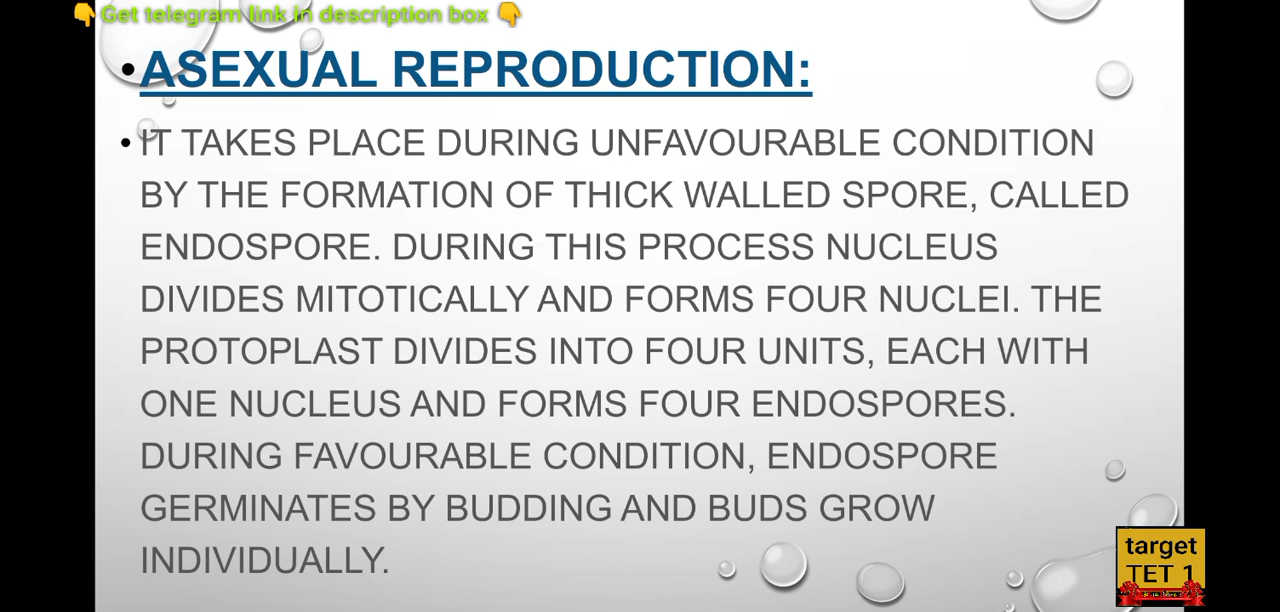 👇Get telegram link in description box 👇
•ASEXUAL REPRODUCTION:
•IT TAKES PLACE DURING UNFAVOURABLE CONDITION
BY THE FORMATION OF THICK WALLED SPORE, CALLED
ENDOSPORE. DURING THIS PROCESS NUCLEUS
DIVIDES MITOTICALLY AND FORMS FOUR NUCLEI. THE
PROTOPLAST DIVIDES INTO FOUR UNITS, EACH WITH
ONE NUCLEUS AND FORMS FOUR ENDOSPORES.
DURING FAVOURABLE CONDITION, ENDOSPORE
GERMINATES BY BUDDING AND BUDS GROW
INDIVIDUALLY.
target
TET 1